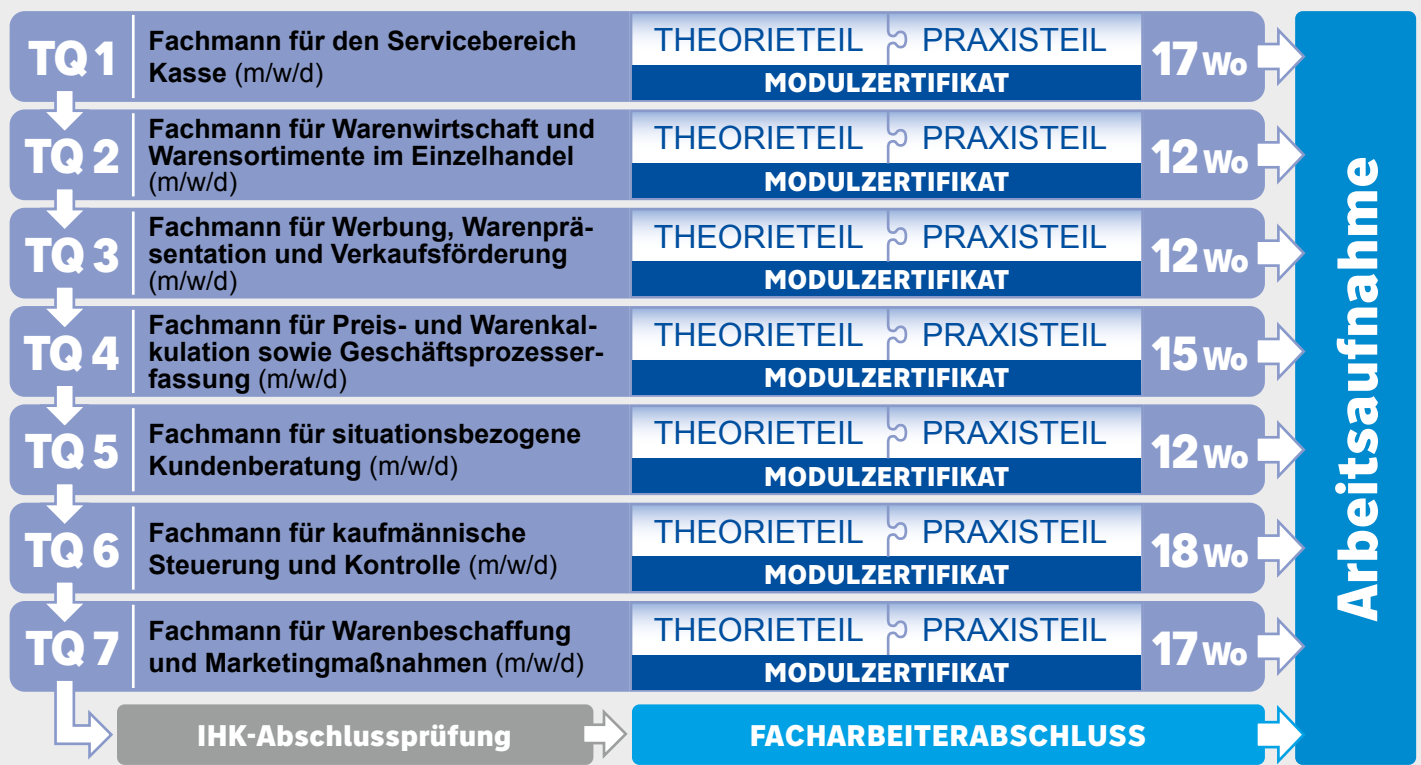 TQ 1
Fachmann für den Servicebereich
Kasse (m/w/d)
THEORIETEIL PRAXISTEIL
MODULZERTIFIKAT
17 Wo
TQ 2
Fachmann für Warenwirtschaft und
Warensortimente im Einzelhandel
(m/w/d)
THEORIETEIL PRAXISTEIL
MODULZERTIFIKAT
12 Wo
TQ 3
Fachmann für Werbung, Warenprä-
sentation und Verkaufsförderung
(m/w/d)
THEORIETEIL PRAXISTEIL
MODULZERTIFIKAT
12 Wo
TQ 4
Fachmann für Preis- und Warenkal-
kulation sowie Geschäftsprozesser-
fassung (m/w/d)
THEORIETEIL PRAXISTEIL
MODULZERTIFIKAT
15 Wo
TQ 5
Fachmann für situationsbezogene
Kundenberatung (m/w/d)
THEORIETEIL PRAXISTEIL
MODULZERTIFIKAT
12 Wo
TQ 6
Fachmann für kaufmännische
Steuerung und Kontrolle (m/w/d)
THEORIETEIL PRAXISTEIL
MODULZERTIFIKAT
18 Wo
TQ 7
Fachmann für Warenbeschaffung
und Marketingmaßnahmen (m/w/d)
THEORIETEIL PRAXISTEIL
MODULZERTIFIKAT
17 Wo
IHK-Abschlussprüfung
FACHARBEITERABSCHLUSS
Arbeitsaufnahme